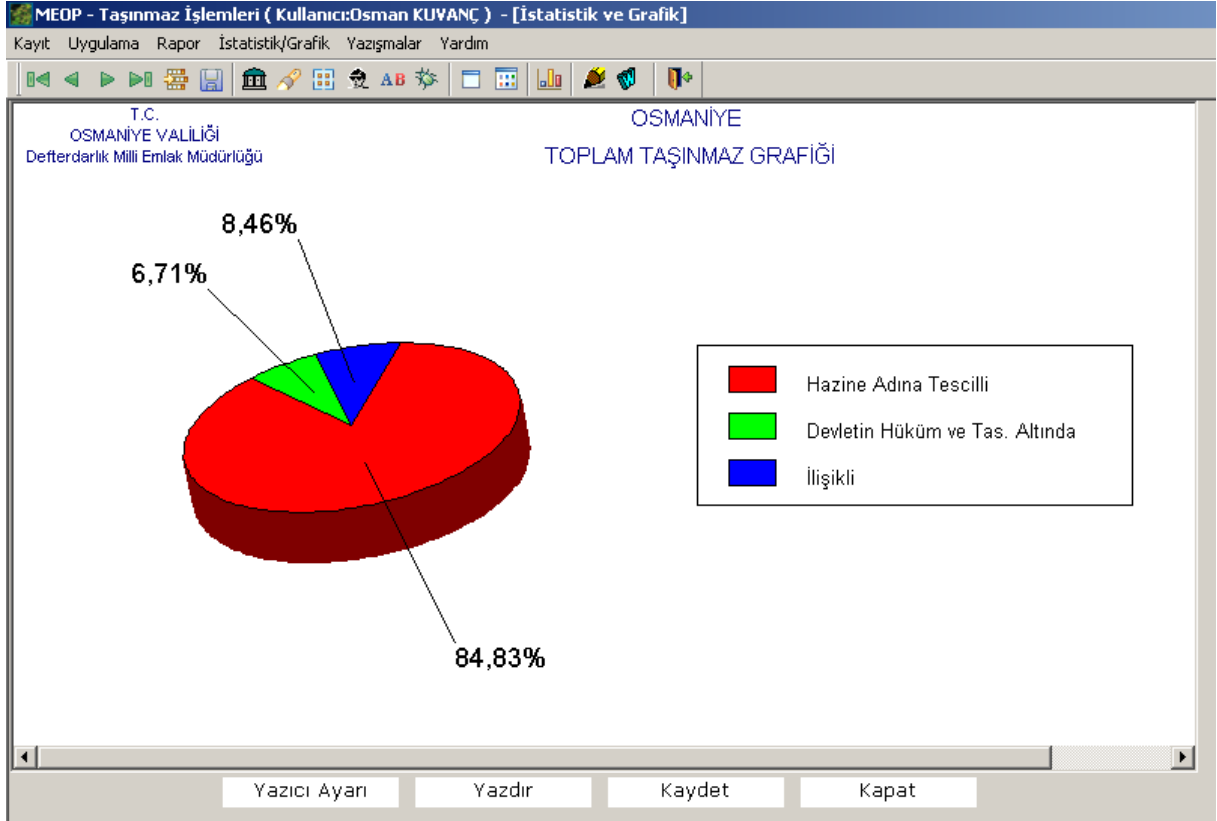 MEOP - Taşınmaz İşlemleri ( Kullanıcı:Osman KUVANÇ ) - [İstatistik ve Grafik]
Kayıt Uygulama Rapor İstatistik/Grafik Yazışmalar Yardım
AB
T.C.
OSMANİYE VALİLİĞİ
Defterdarlık Milli Emlak Müdürlüğü
OSMANİYE
TOPLAM TAŞINMAZ GRAFİĞİ
8,46%
6,71%
84,83%
Hazine Adına Tescilli
Devletin Hüküm ve Tas. Altında
İlişikli
Yazıcı Ayarı Yazdır Kaydet Kapat